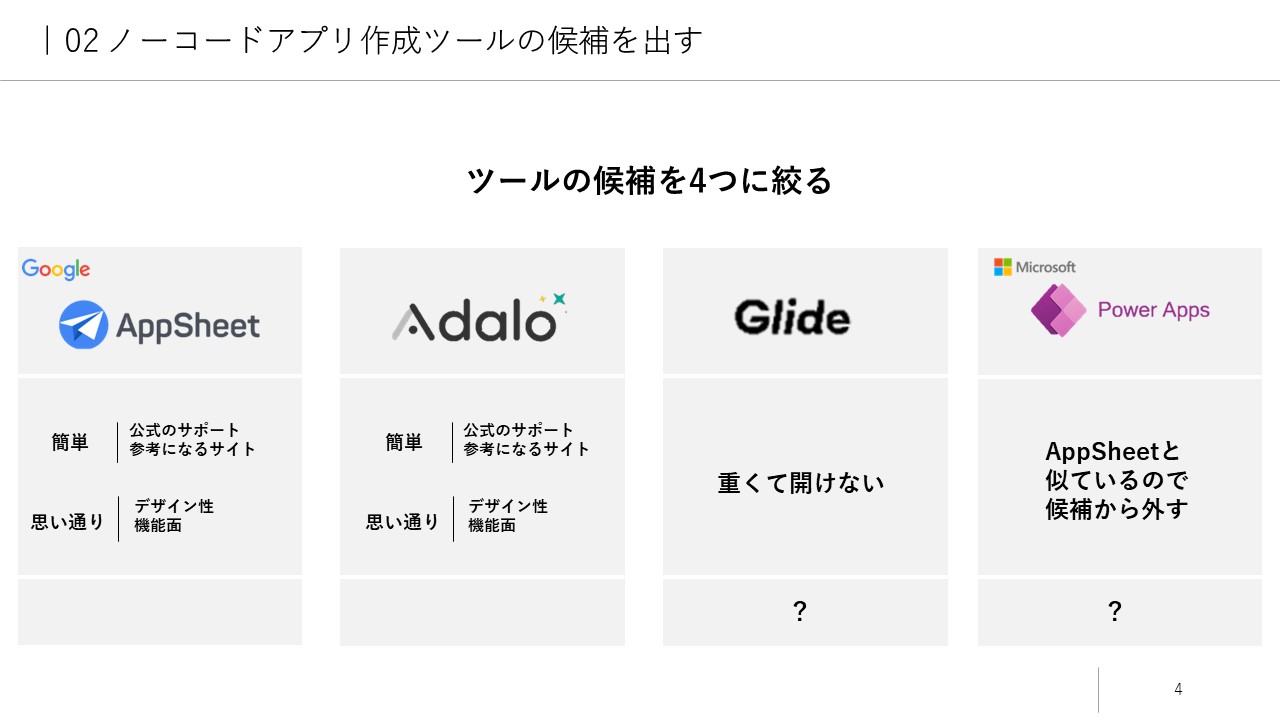 ｜02 ノーコードアプリ作成ツールの候補を出す
ツールの候補を4つに絞る
Google
AppSheet
Adalo
Glide
Microsoft
Power Apps
簡単
公式のサポート
参考になるサイト
思い通り
デザイン性
機能面
簡単
公式のサポート
参考になるサイト
思い通り
デザイン性
機能面
重くて開けない
AppSheetと
似ているので
候補から外す
？
？
4